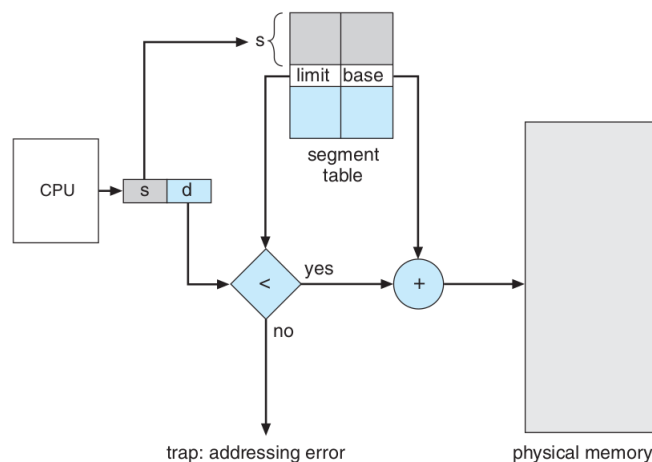 s
limit base
segment
table
CPU
s d
<
yes
+
no
trap: addressing error
physical memory